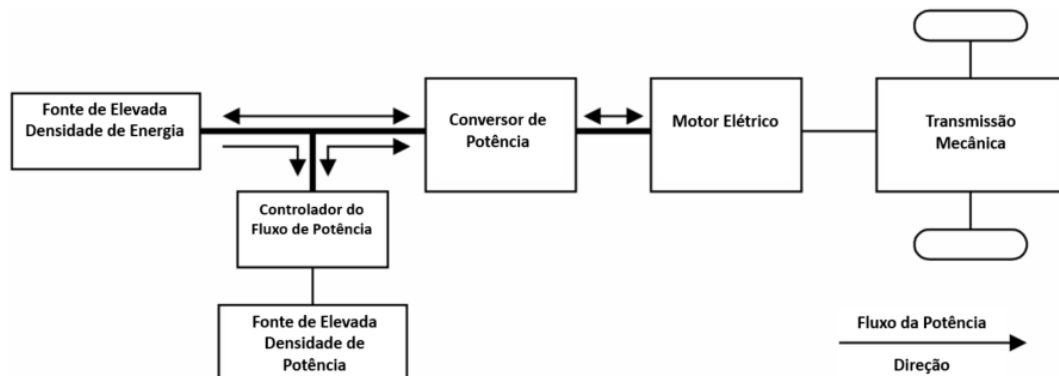 Fonte de Elevada
Densidade de Energia
Conversor de
Potência
Motor Elétrico
Transmissão
Mecânica
Controlador do
Fluxo de Potência
Fonte de Elevada
Densidade de
Potência
Fluxo da Potência
Direção